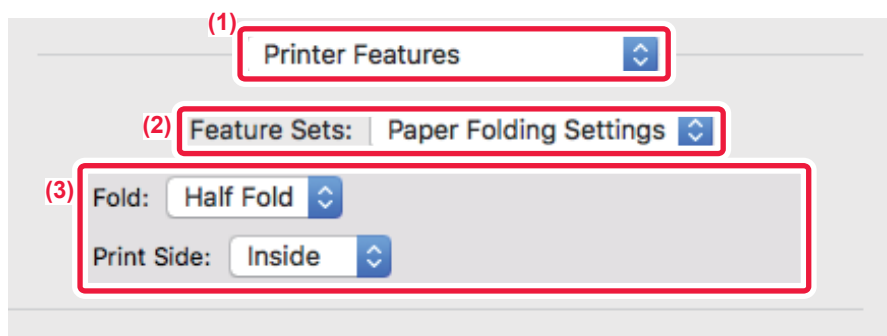 (1)
Printer Features
(2) Feature Sets: Paper Folding Settings
(3)
Fold: Half Fold
Print Side: Inside